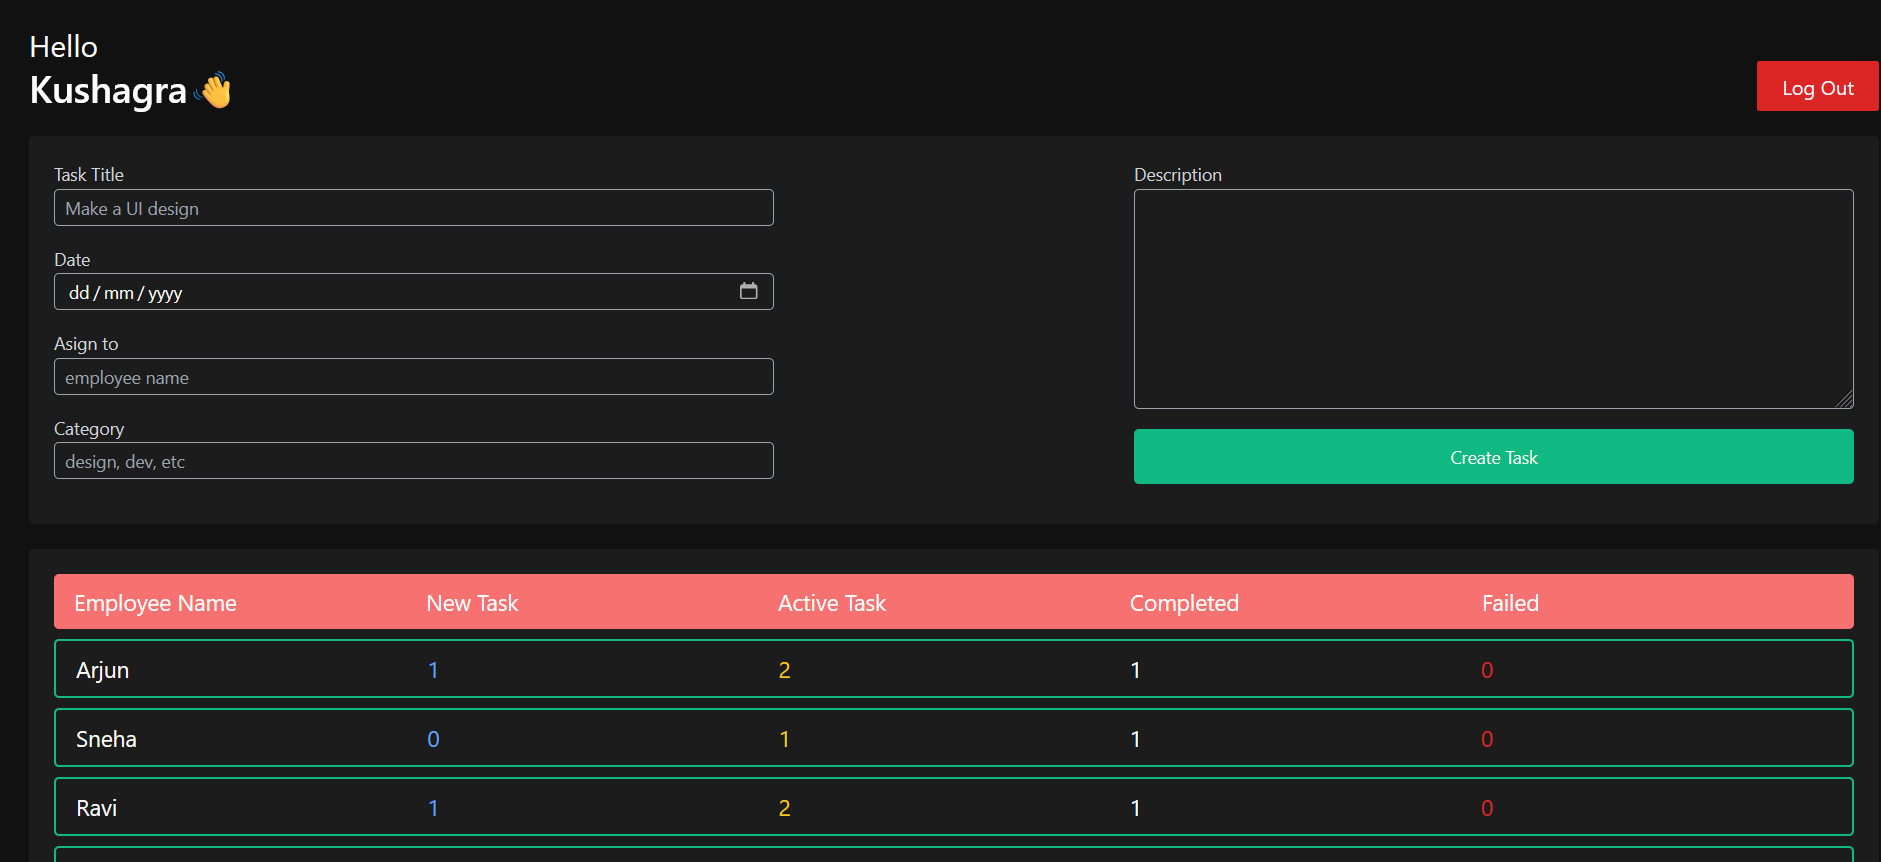 Hello
Kushagra 👋
Log Out
Task Title
Make a UI design
Date
dd/mm/yyyy
Asign to
employee name
Category
design, dev, etc
Description
Create Task
Employee Name New Task Active Task Completed Failed
Arjun 1 2 1 0
Sneha 0 1 1 0
Ravi 1 2 1 0